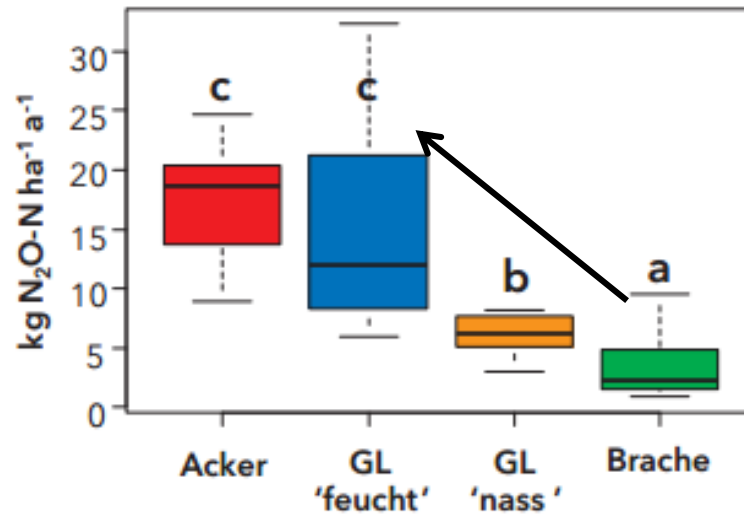 kg N₂O-N ha⁻¹ a⁻¹
30
25
20
15
10
5
0
c
c
b
a
Acker
GL
‘feucht‘
GL
‘nass ‘
Brache